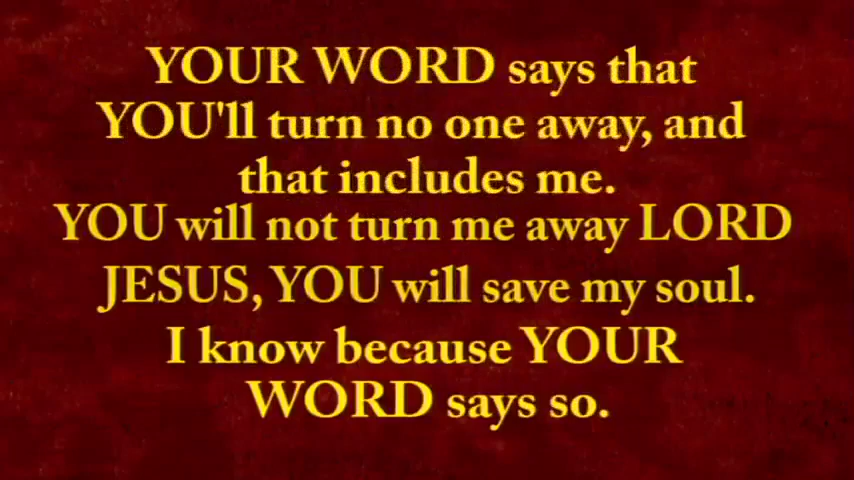 YOUR WORD says that
YOU'll turn no one away, and
that includes me.
YOU will not turn me away LORD
JESUS, YOU will save my soul.
I know because YOUR
WORD says so.